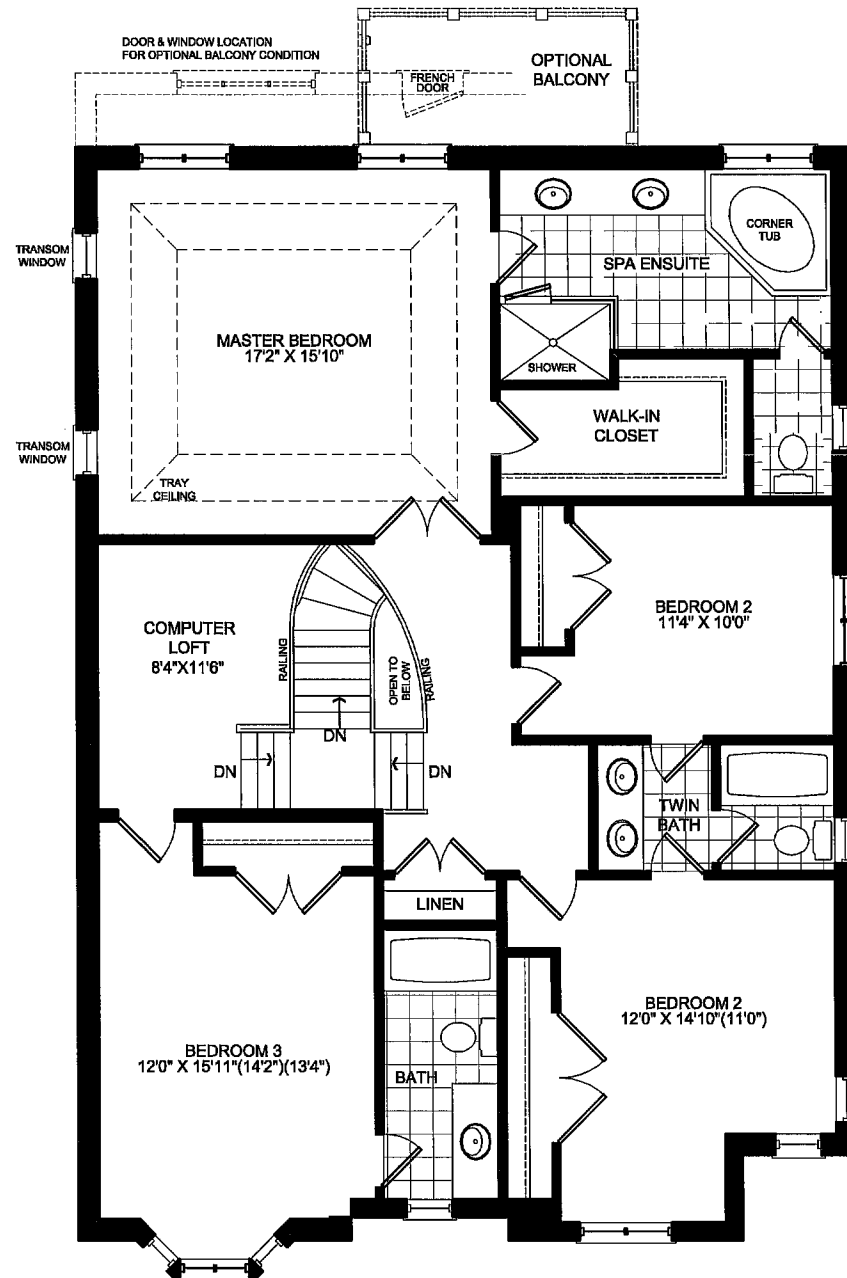 DOOR & WINDOW LOCATION
FOR OPTIONAL BALCONY CONDITION
FRENCH
DOOR
OPTIONAL
BALCONY
TRANSOM
WINDOW
CORNER
TUB
SPA ENSUITE
MASTER BEDROOM
17'2" X 15'10"
SHOWER
TRANSOM
WINDOW
WALK-IN
CLOSET
TRAY
CEILING
BEDROOM 2
11'4" X 10'0"
COMPUTER
LOFT
8'4"X11'6"
RAILING
OPEN TO
BELOW
RAILING
DN
DN
DN
TWIN
BATH
LINEN
BEDROOM 2
12'0" X 14'10"(11'0")
BEDROOM 3
12'0" X 15'11"(14'2")(13'4")
BATH